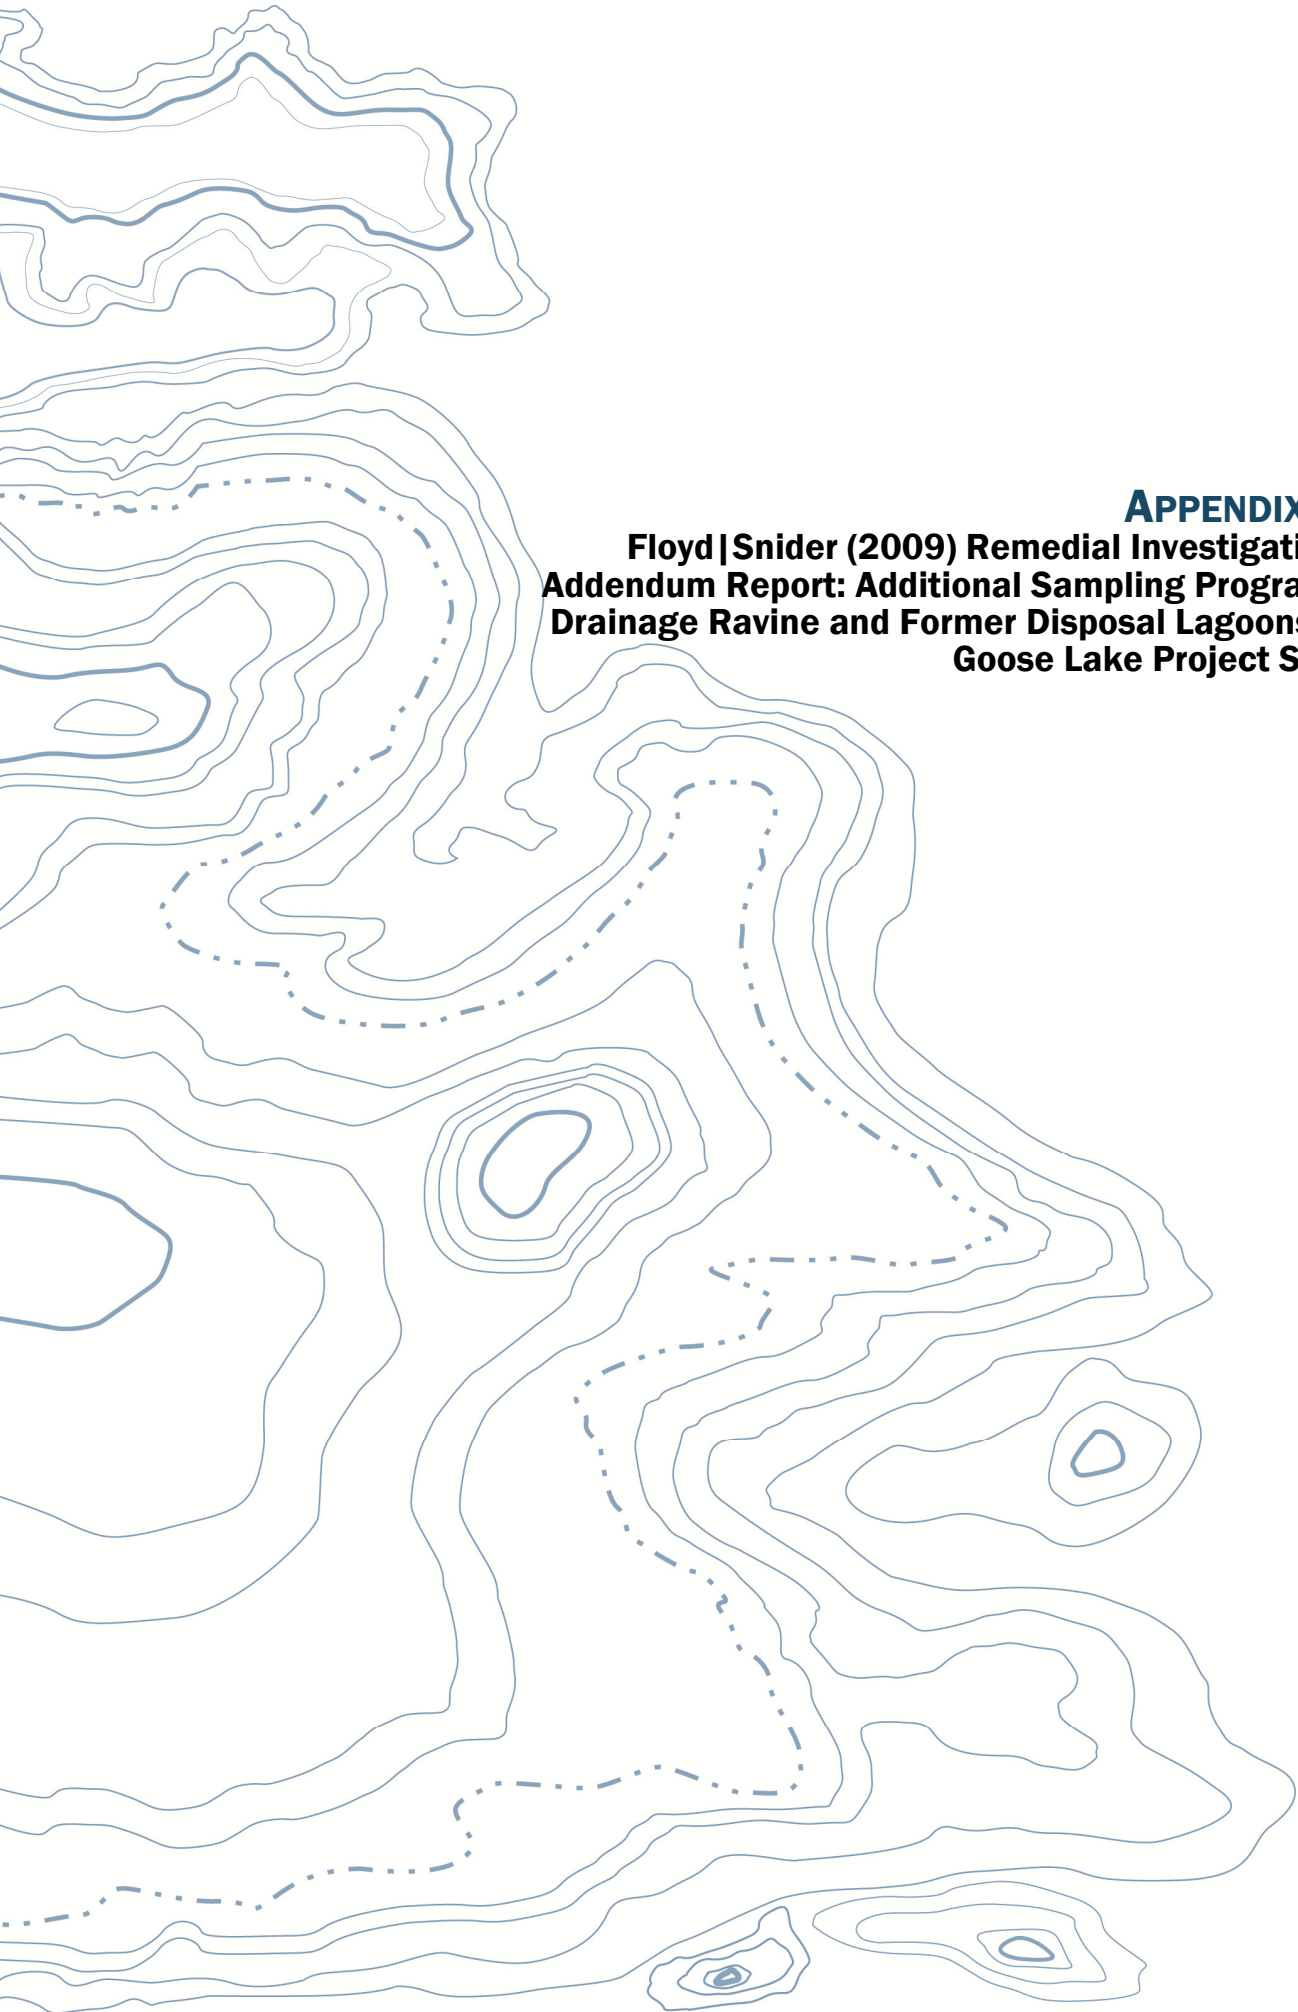 APPENDIX
Floyd|Snider (2009) Remedial Investigati
Addendum Report: Additional Sampling Progra
Drainage Ravine and Former Disposal Lagoons
Goose Lake Project S